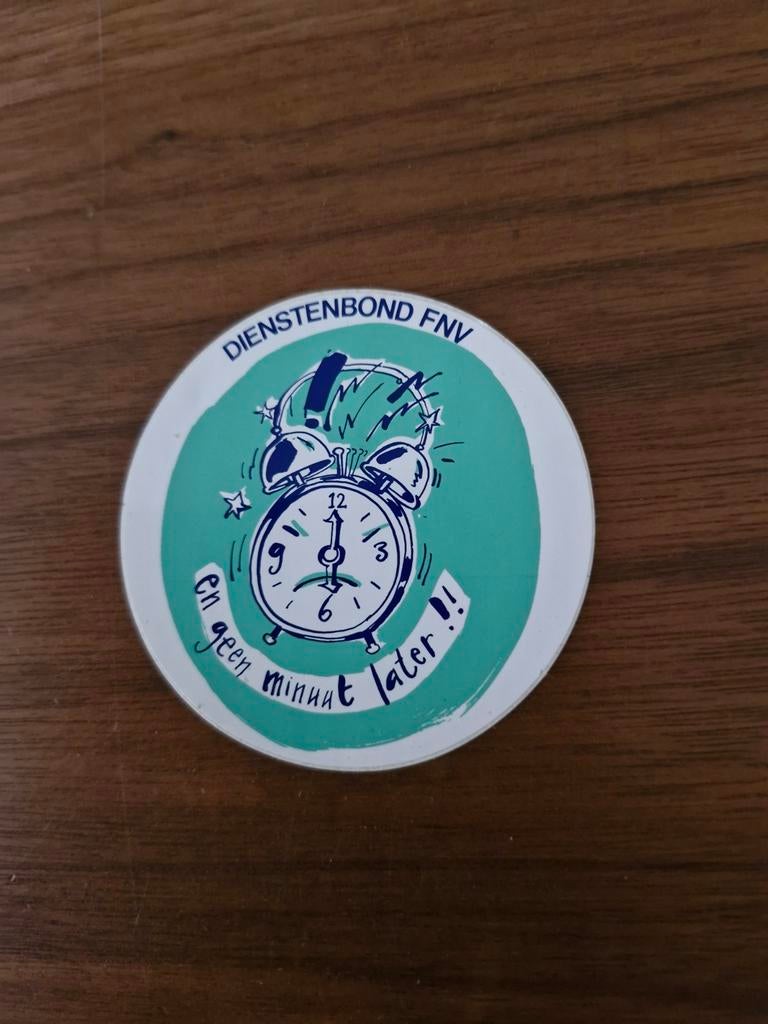 DIENSTENBOND FNV
12
9 3
6
en geen minuut later!!